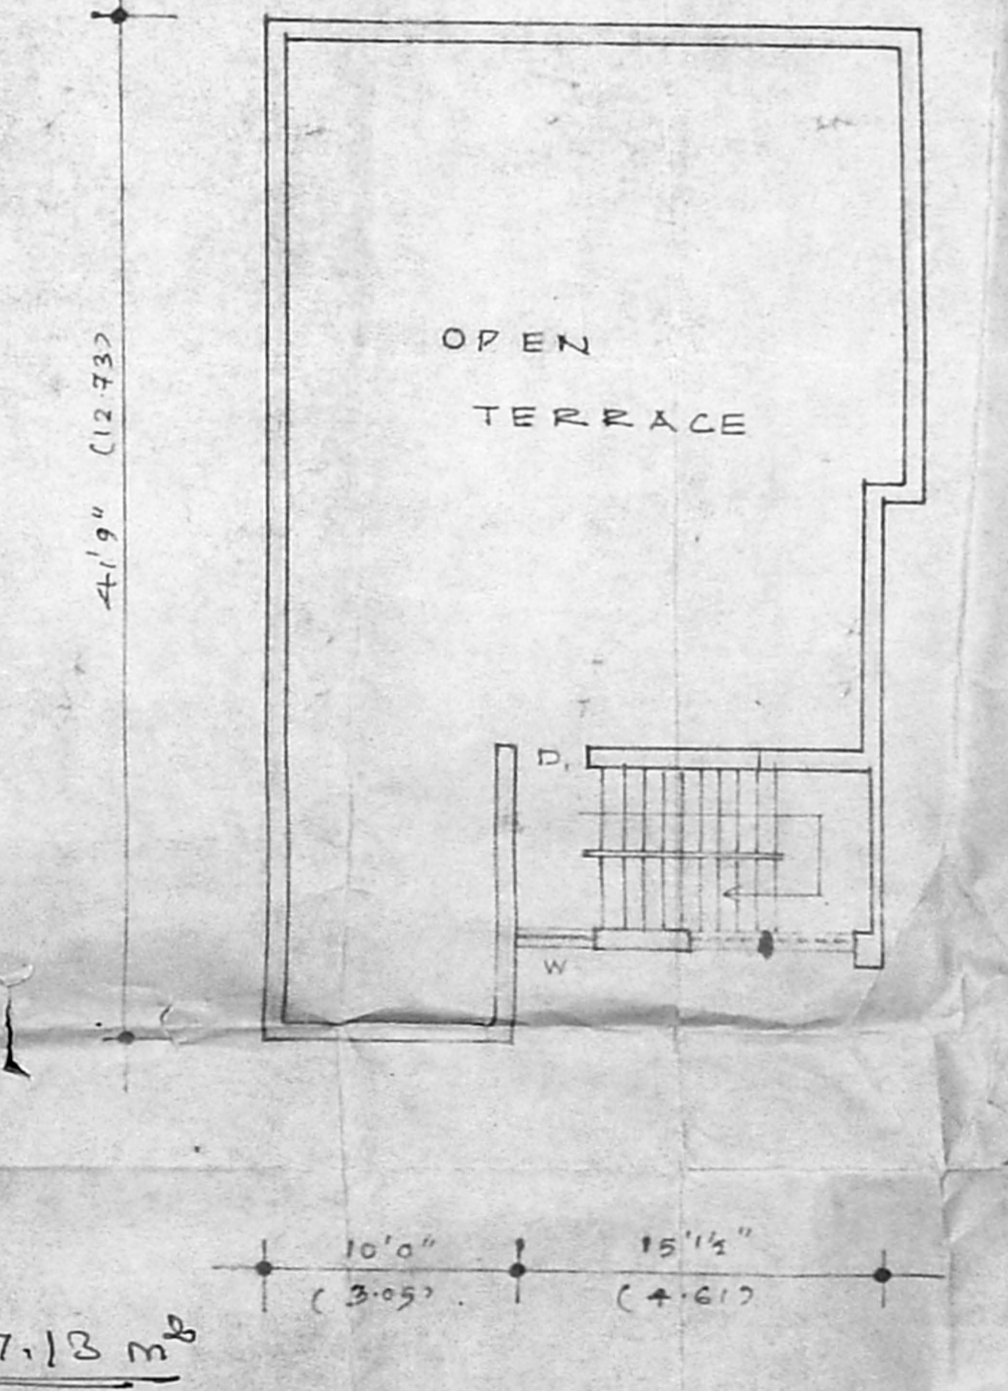 41'9" (12.73)
OPEN
TERRACE
D.
W
10'0" 15'1½"
(3.05) (4.61)
7.13 m²